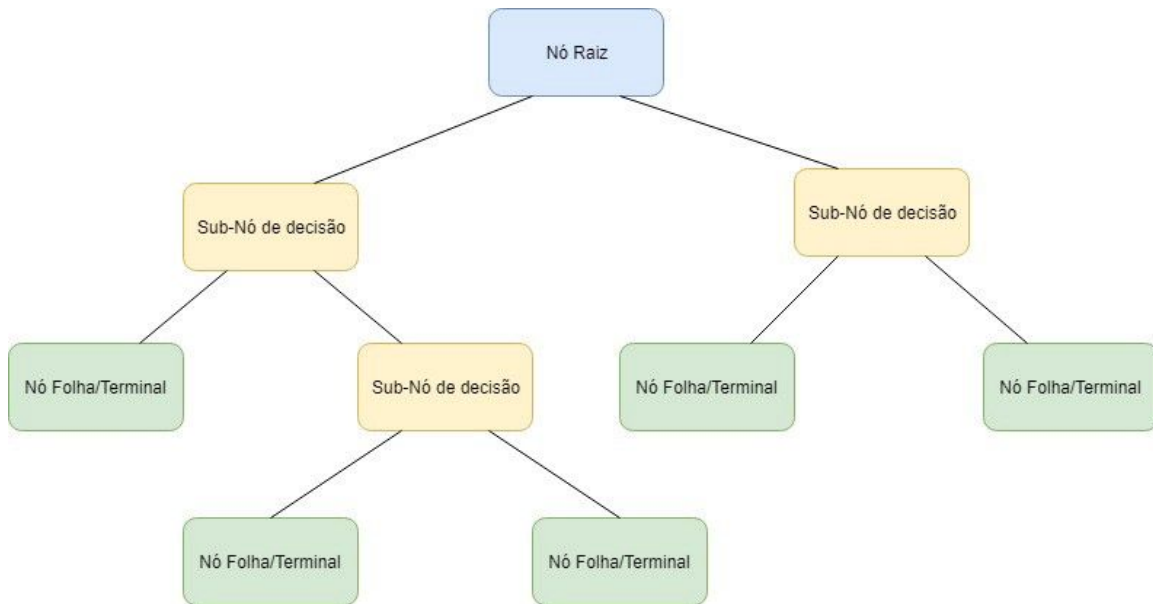 Nó Raiz
Sub-Nó de decisão
Sub-Nó de decisão
Nó Folha/Terminal
Sub-Nó de decisão
Nó Folha/Terminal
Nó Folha/Terminal
Nó Folha/Terminal
Nó Folha/Terminal